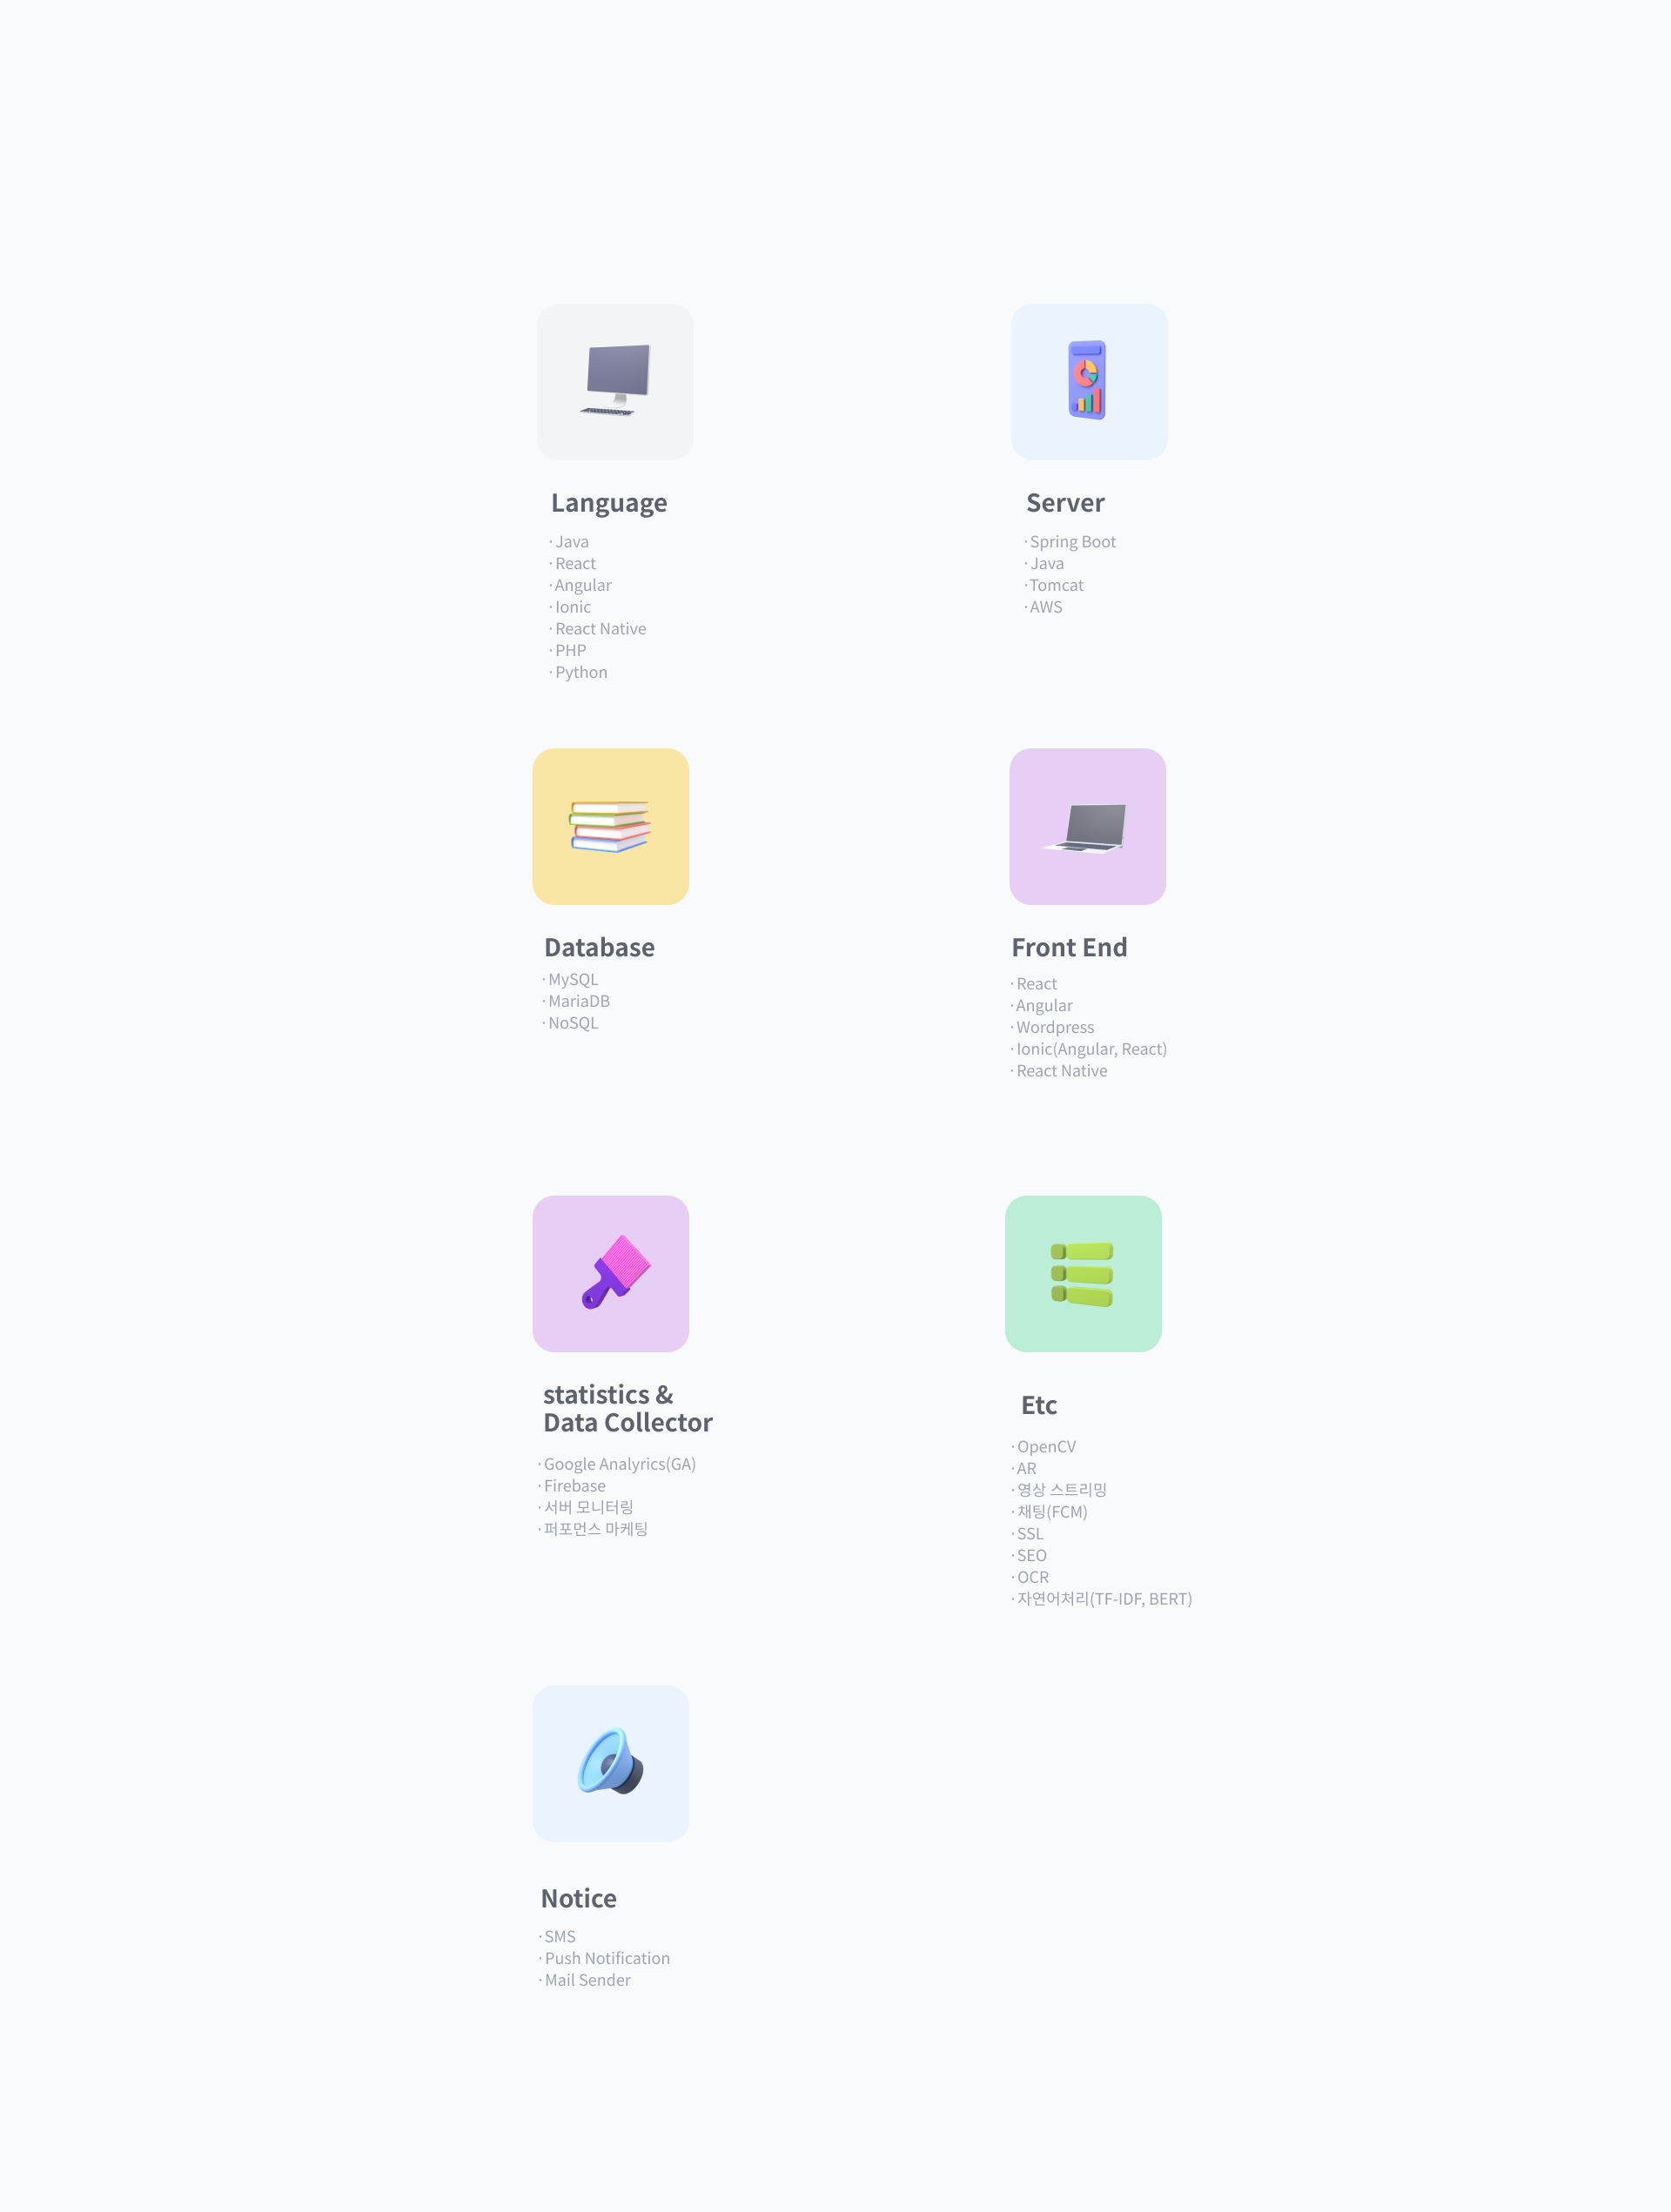 Language
· Java
· React
· Angular
· Ionic
· React Native
· PHP
· Python
Server
· Spring Boot
· Java
· Tomcat
· AWS
Database
· MySQL
· MariaDB
· NoSQL
Front End
· React
· Angular
· Wordpress
· Ionic(Angular, React)
· React Native
statistics &
Data Collector
· Google Analyrics(GA)
· Firebase
· 서버 모니터링
· 퍼포먼스 마케팅
Etc
· OpenCV
· AR
· 영상 스트리밍
· 채팅(FCM)
· SSL
· SEO
· OCR
· 자연어처리(TF-IDF, BERT)
Notice
· SMS
· Push Notification
· Mail Sender